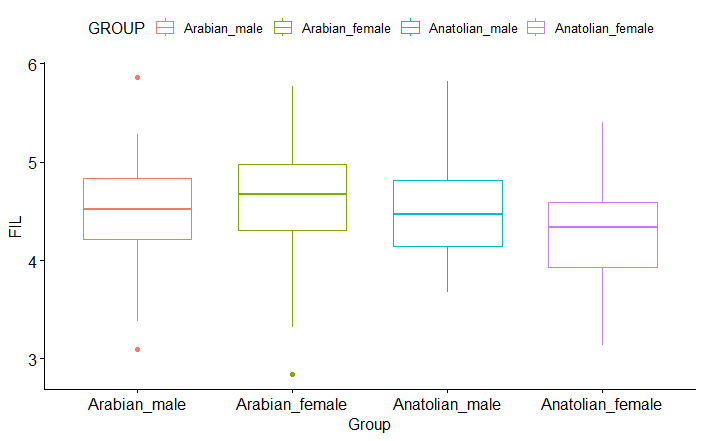 GROUP Arabian_male Arabian_female Anatolian_male Anatolian_female
6
5
4
3
FIL
Arabian_male Arabian_female Anatolian_male Anatolian_female
Group